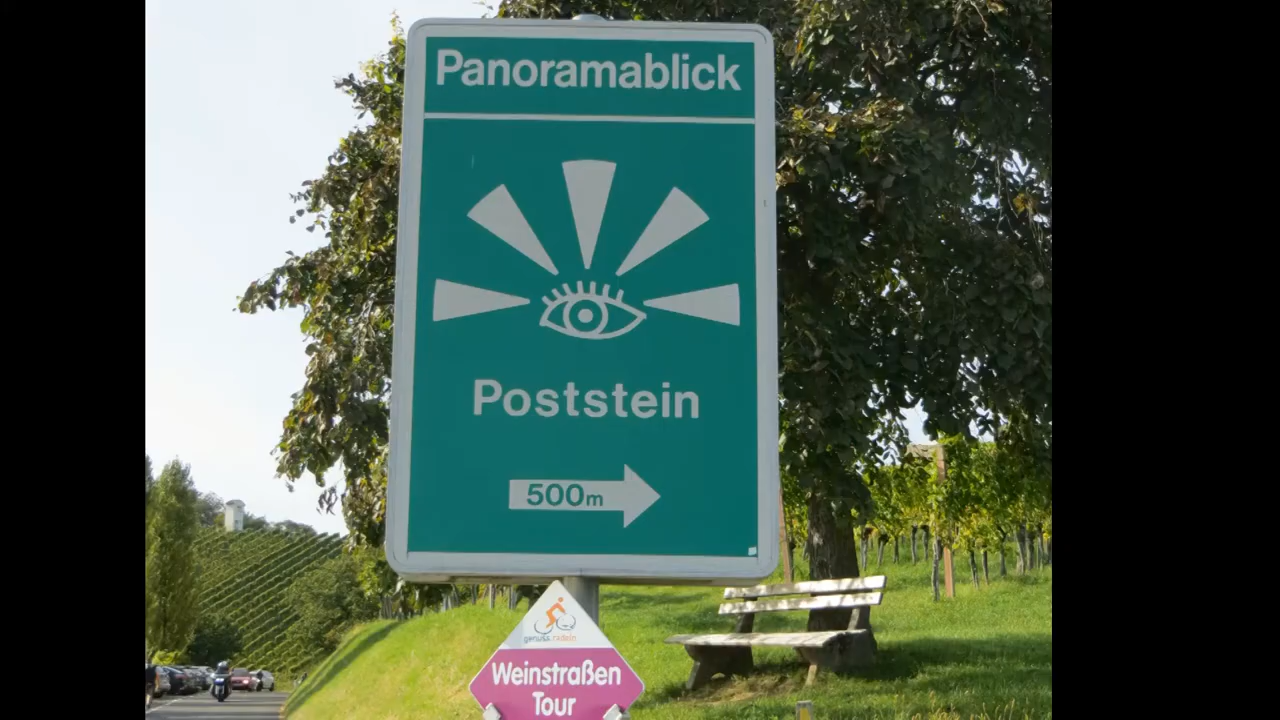 Panoramablick
Poststein
500m
genuss radeln
Weinstraßen
Tour